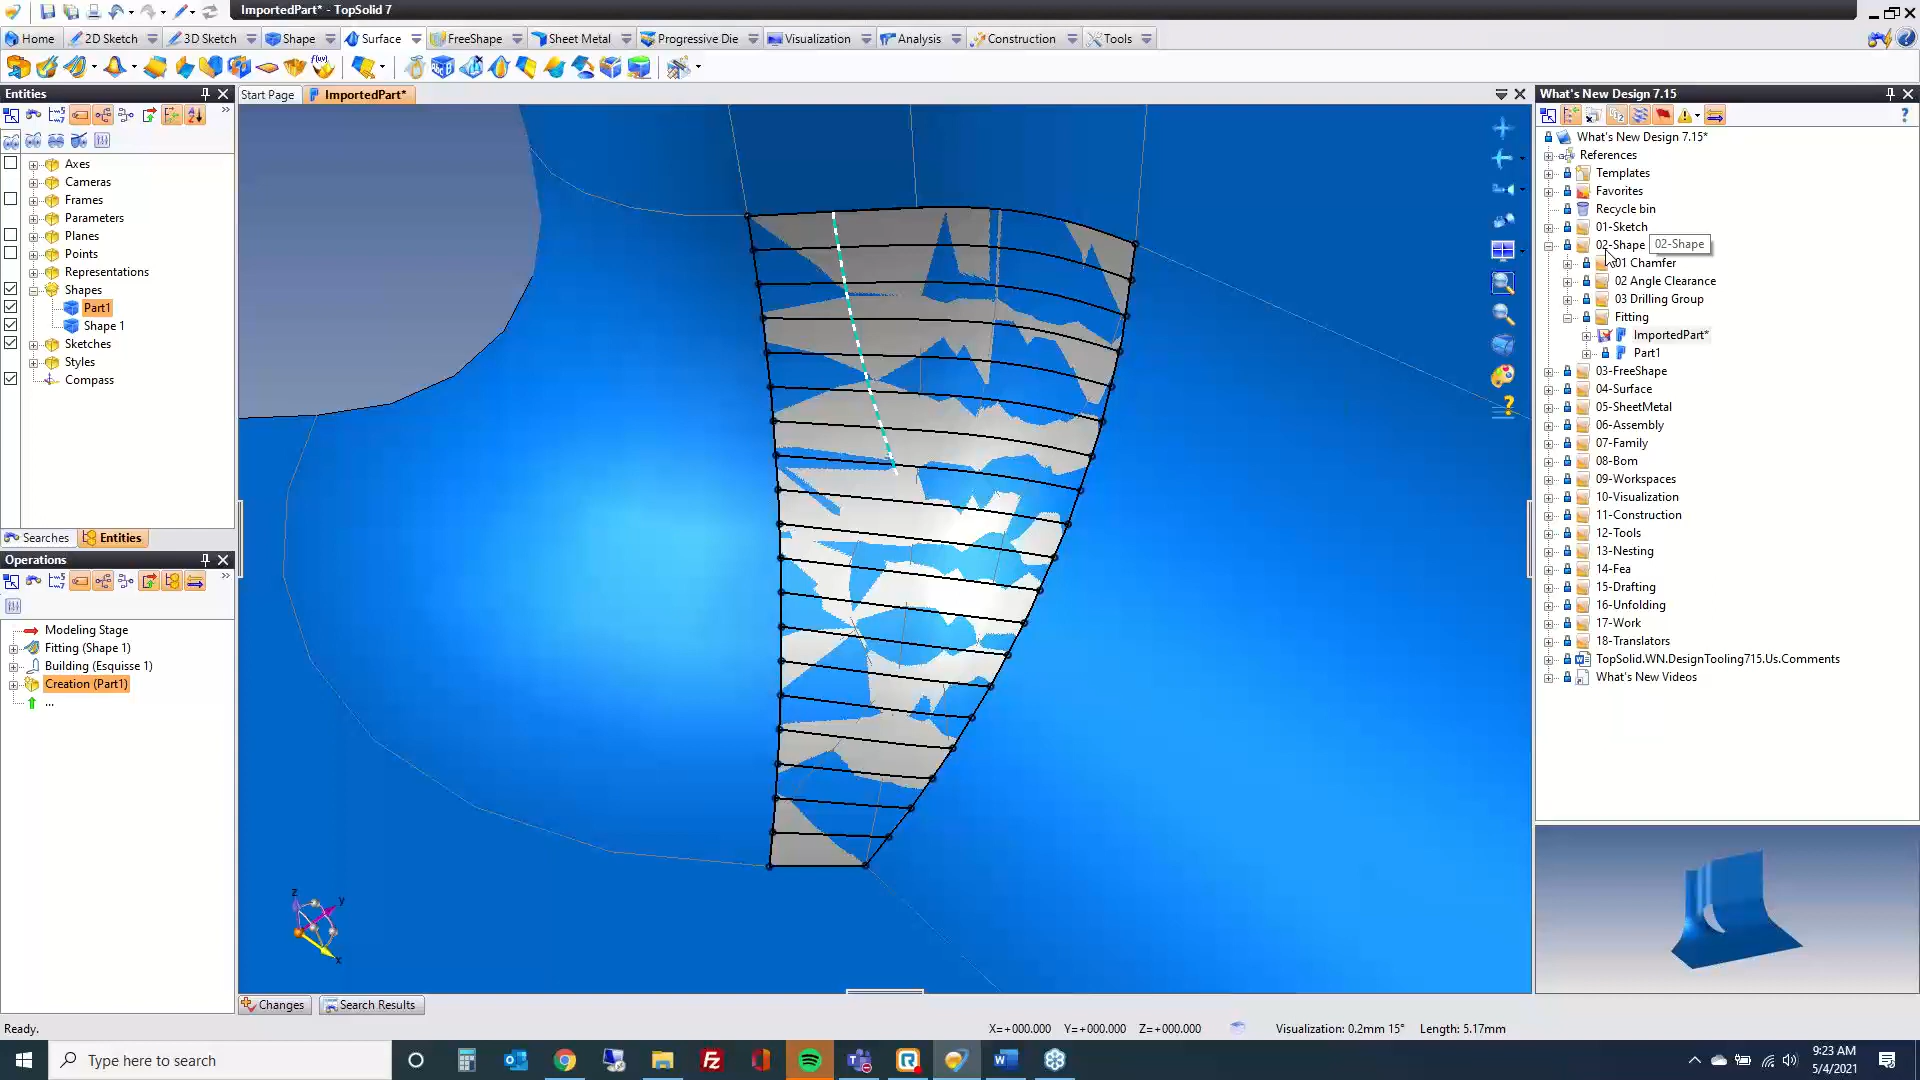 ImportedPart* - TopSolid 7
Home 2D Sketch 3D Sketch Shape Surface FreeShape Sheet Metal Progressive Die Visualization Analysis Construction Tools
f(uv)
Abc
Entities
Start Page ImportedPart*
What's New Design 7.15
Axes
Cameras
Frames
Parameters
Planes
Points
Representations
Shapes
Part1
Shape 1
Sketches
Styles
Compass
Searches Entities
Operations
Modeling Stage
Fitting (Shape 1)
Building (Esquisse 1)
Creation (Part1)
...
What's New Design 7.15*
References
Templates
Favorites
Recycle bin
01-Sketch
02-Shape 02-Shape
01 Chamfer
02 Angle Clearance
03 Drilling Group
Fitting
ImportedPart*
Part1
03-FreeShape
04-Surface
05-SheetMetal
06-Assembly
07-Family
08-Bom
09-Workspaces
10-Visualization
11-Construction
12-Tools
13-Nesting
14-Fea
15-Drafting
16-Unfolding
17-Work
18-Translators
TopSolid.WN.DesignTooling715.Us.Comments
What's New Videos
z
y
x
Changes Search Results
Ready. X=+000.000 Y=+000.000 Z=+000.000 Visualization: 0.2mm 15° Length: 5.17mm
Type here to search
9:23 AM
5/4/2021